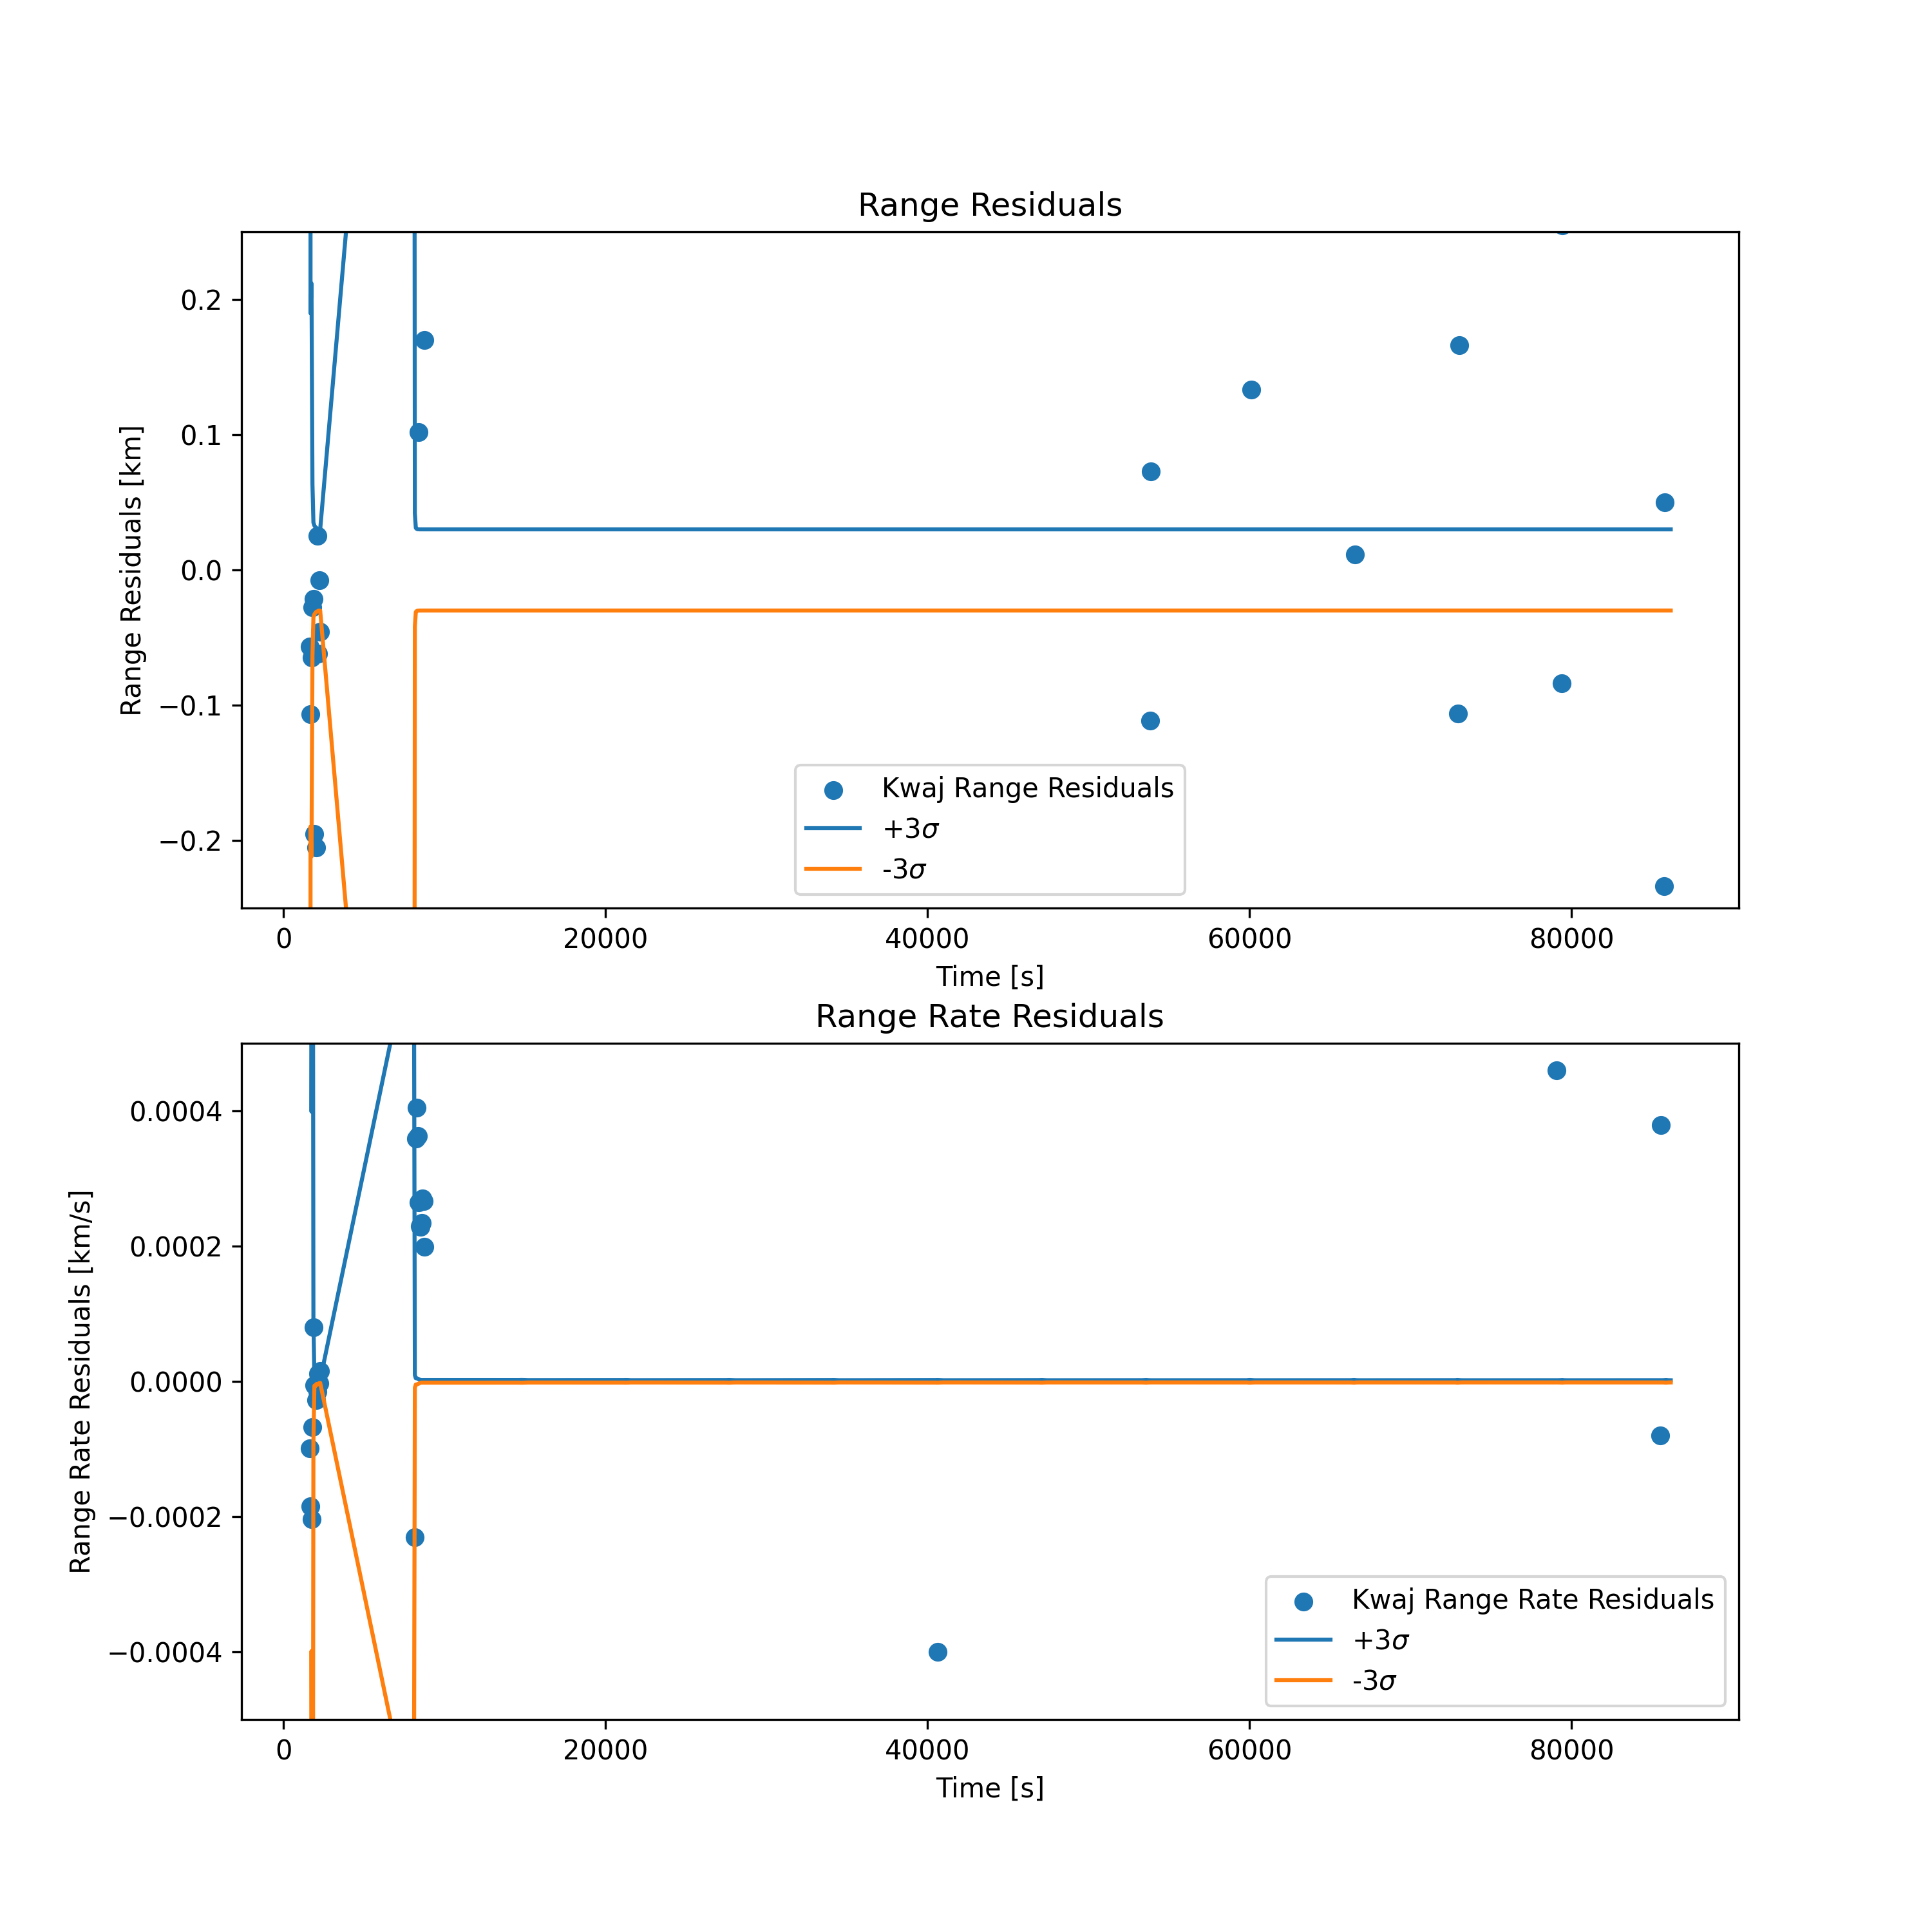 Range Residuals
Range Residuals [km]
0.2
0.1
0.0
−0.1
−0.2
Kwaj Range Residuals
+3σ
-3σ
0 20000 40000 60000 80000
Time [s]
Range Rate Residuals
Range Rate Residuals [km/s]
0.0004
0.0002
0.0000
−0.0002
−0.0004
Kwaj Range Rate Residuals
+3σ
-3σ
0 20000 40000 60000 80000
Time [s]